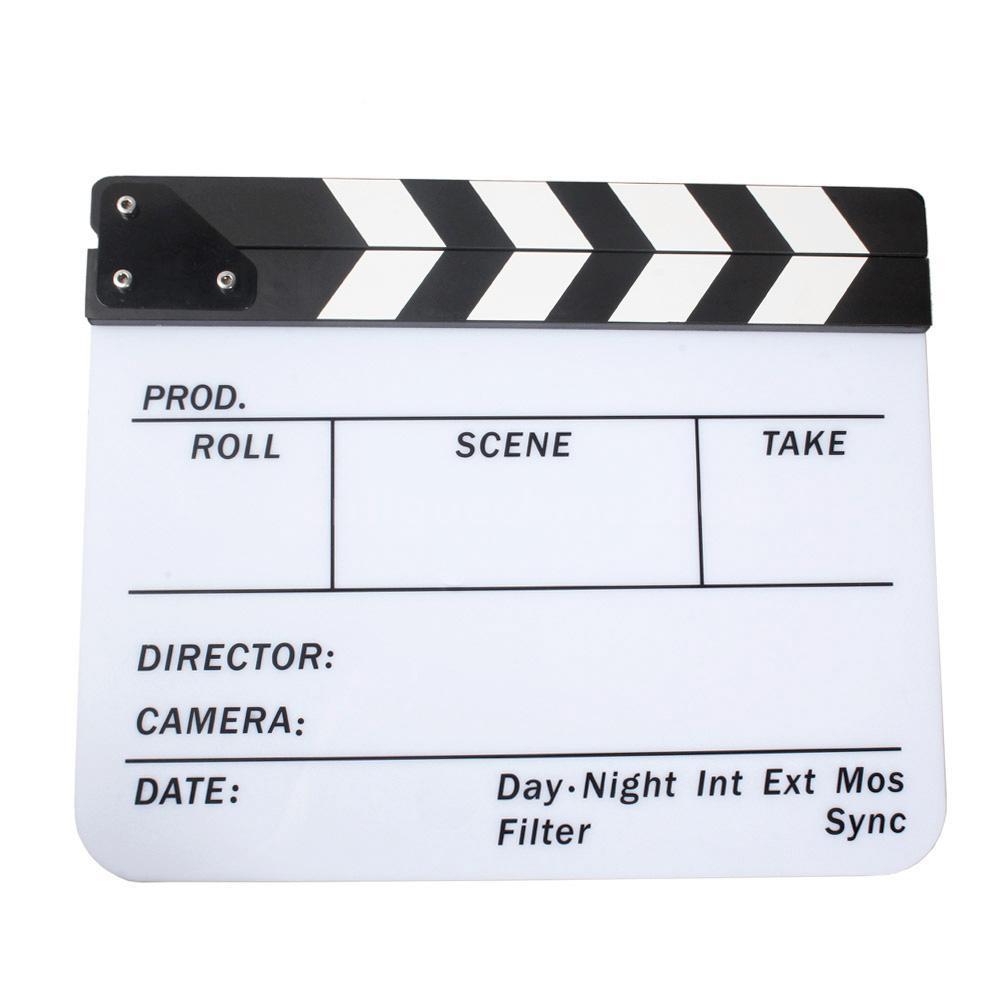 PROD.
ROLL SCENE TAKE
DIRECTOR:
CAMERA:
DATE: Day·Night Int Ext Mos
Filter Sync